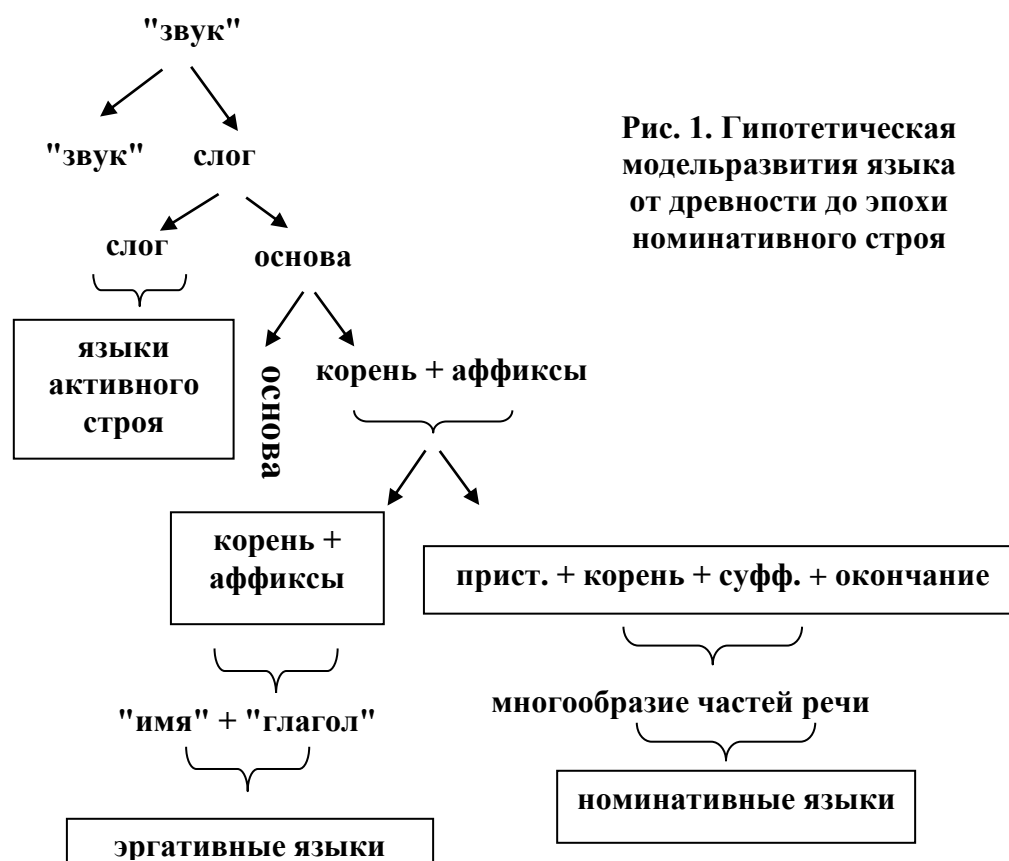 "звук"
"звук" слог
Рис. 1. Гипотетическая
модельразвития языка
от древности до эпохи
номинативного строя
слог основа
языки
активного
строя
основа
корень + аффиксы
корень +
аффиксы
прист. + корень + суфф. + окончание
"имя" + "глагол"
многообразие частей речи
номинативные языки
эргативные языки